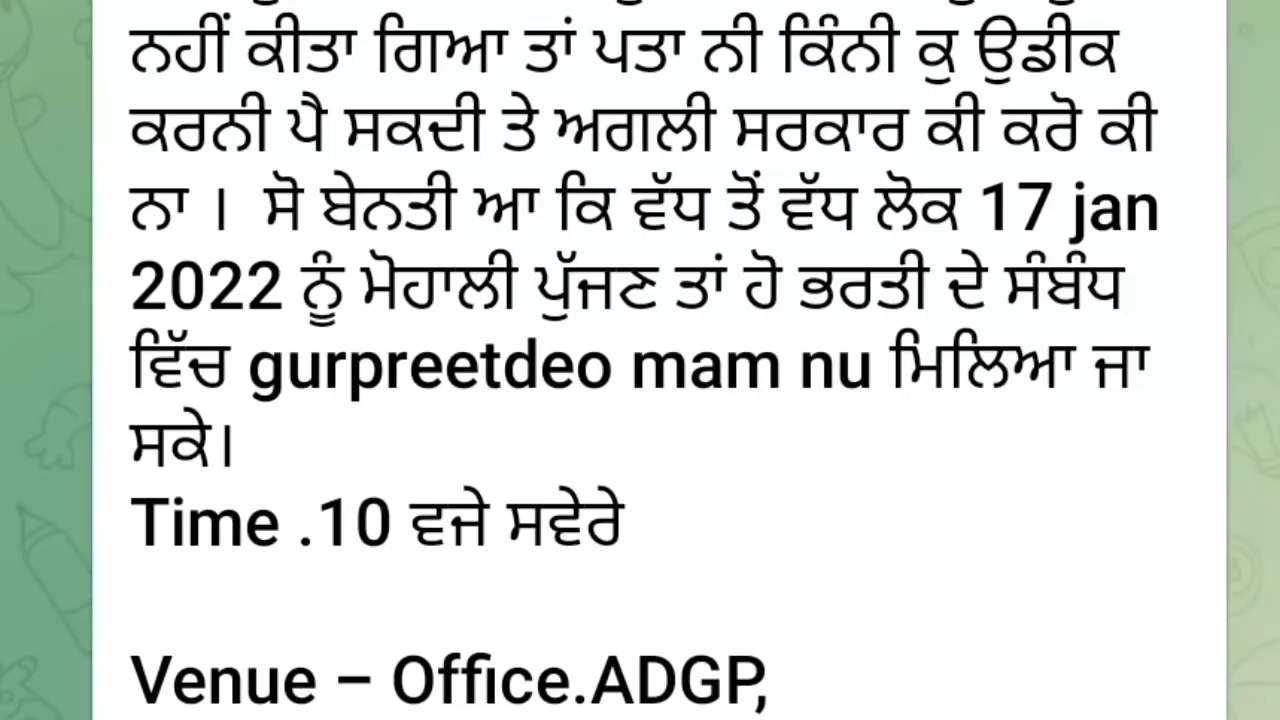 ਨਹੀਂ ਕੀਤਾ ਗਿਆ ਤਾਂ ਪਤਾ ਨੀ ਕਿੰਨੀ ਕੁ ਉਡੀਕ
ਕਰਨੀ ਪੈ ਸਕਦੀ ਤੇ ਅਗਲੀ ਸਰਕਾਰ ਕੀ ਕਰੋ ਕੀ
ਨਾ । ਸੋ ਬੇਨਤੀ ਆ ਕਿ ਵੱਧ ਤੋਂ ਵੱਧ ਲੋਕ 17 jan
2022 ਨੂੰ ਮੋਹਾਲੀ ਪੁੱਜਣ ਤਾਂ ਹੋ ਭਰਤੀ ਦੇ ਸੰਬੰਧ
ਵਿੱਚ gurpreetdeo mam nu ਮਿਲਿਆ ਜਾ
ਸਕੇ।
Time .10 ਵਜੇ ਸਵੇਰੇ
Venue – Office.ADGP,